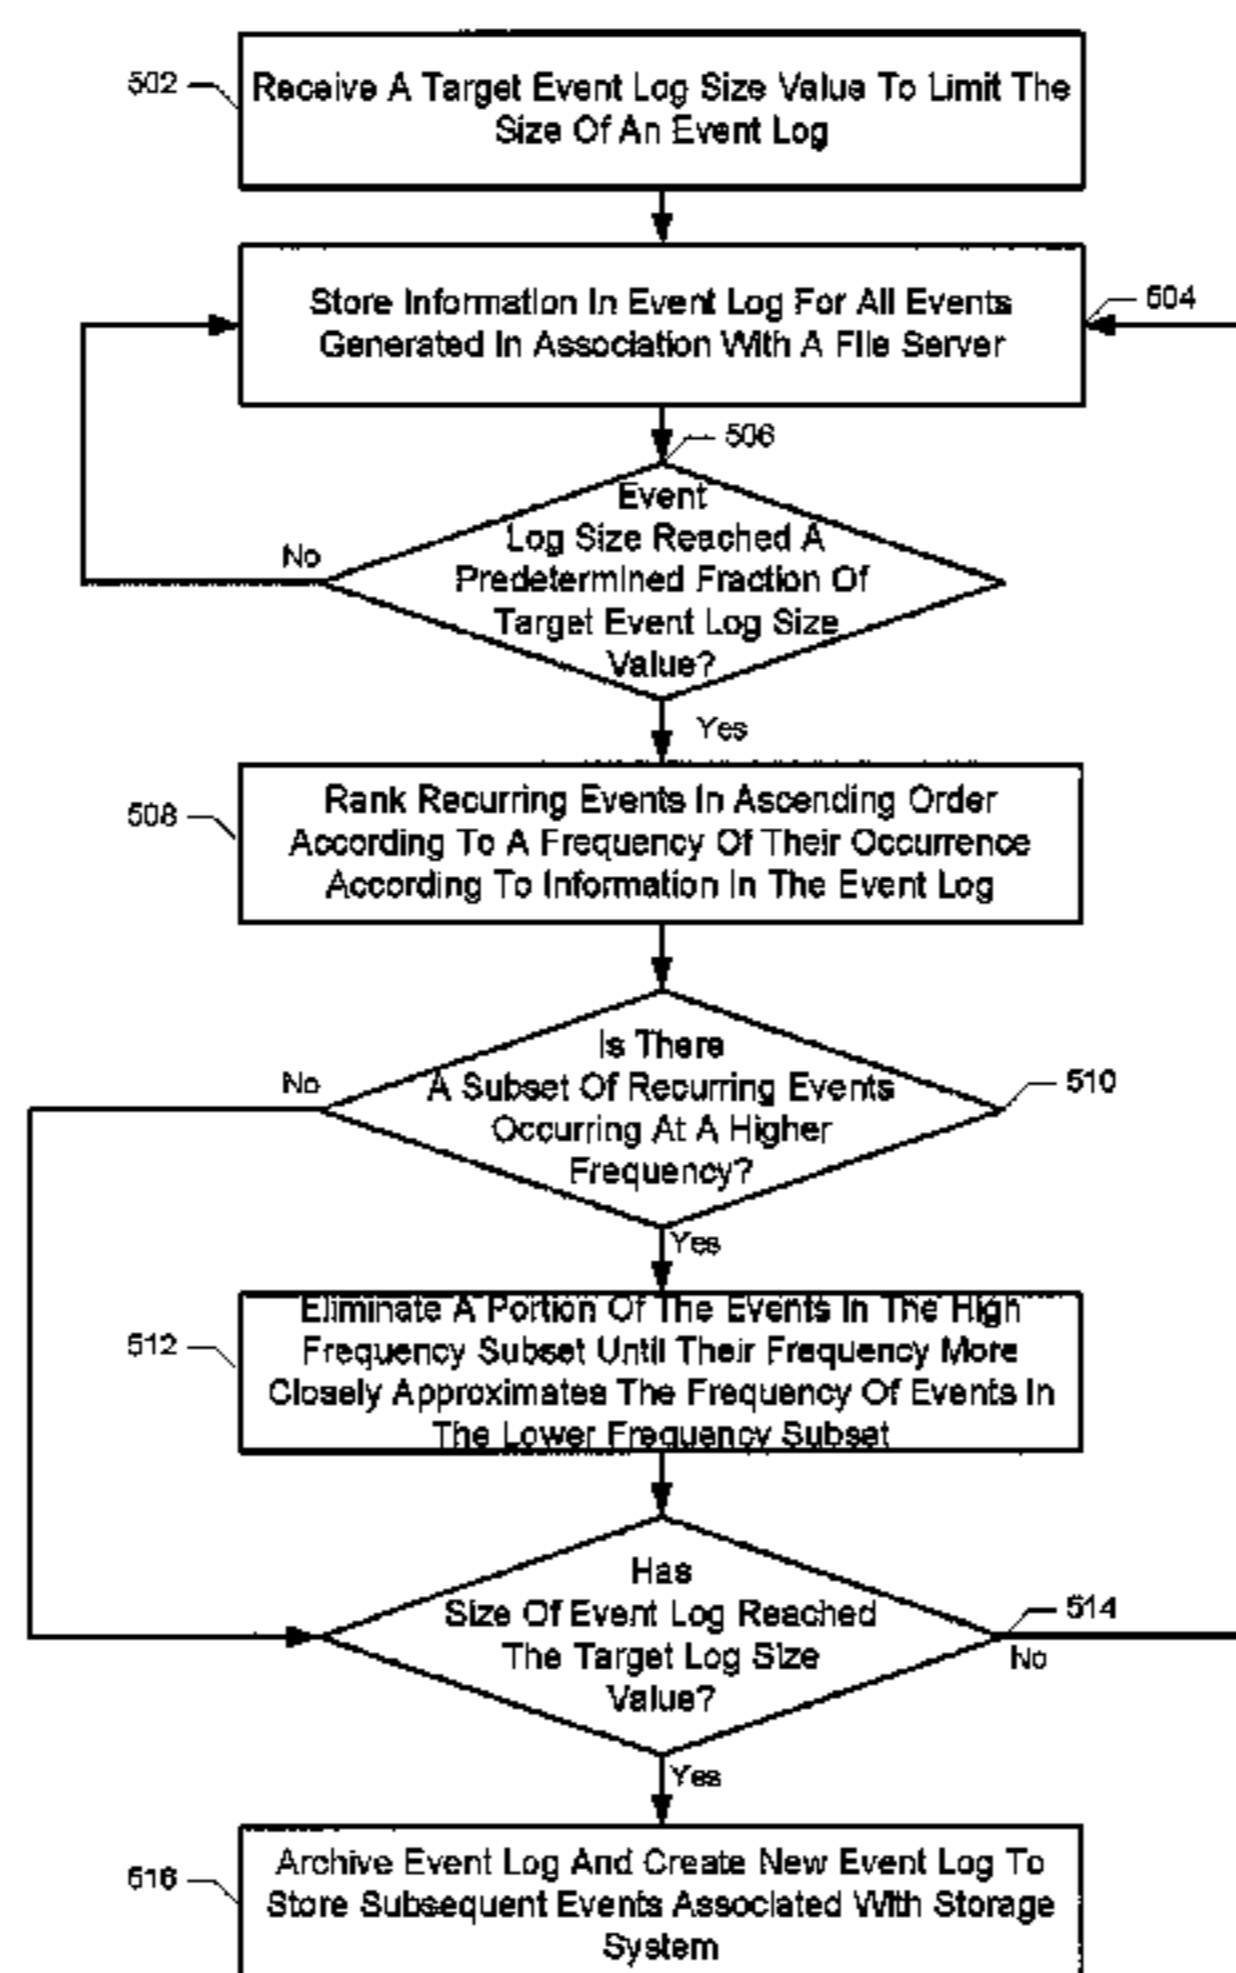 502
Receive A Target Event Log Size Value To Limit The
Size Of An Event Log
Store Information In Event Log For All Events
Generated In Association With A File Server
504
506
Event
Log Size Reached A
Predetermined Fraction Of
Target Event Log Size
Value?
No
Yes
508
Rank Recurring Events In Ascending Order
According To A Frequency Of Their Occurrence
According To Information In The Event Log
Is There
A Subset Of Recurring Events
Occurring At A Higher
Frequency?
No
510
Yes
512
Eliminate A Portion Of The Events In The High
Frequency Subset Until Their Frequency More
Closely Approximates The Frequency Of Events In
The Lower Frequency Subset
Has
Size Of Event Log Reached
The Target Log Size
Value?
514
No
Yes
516
Archive Event Log And Create New Event Log To
Store Subsequent Events Associated With Storage
System